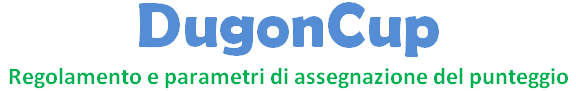 DugonCup
Regolamento e parametri di assegnazione del punteggio